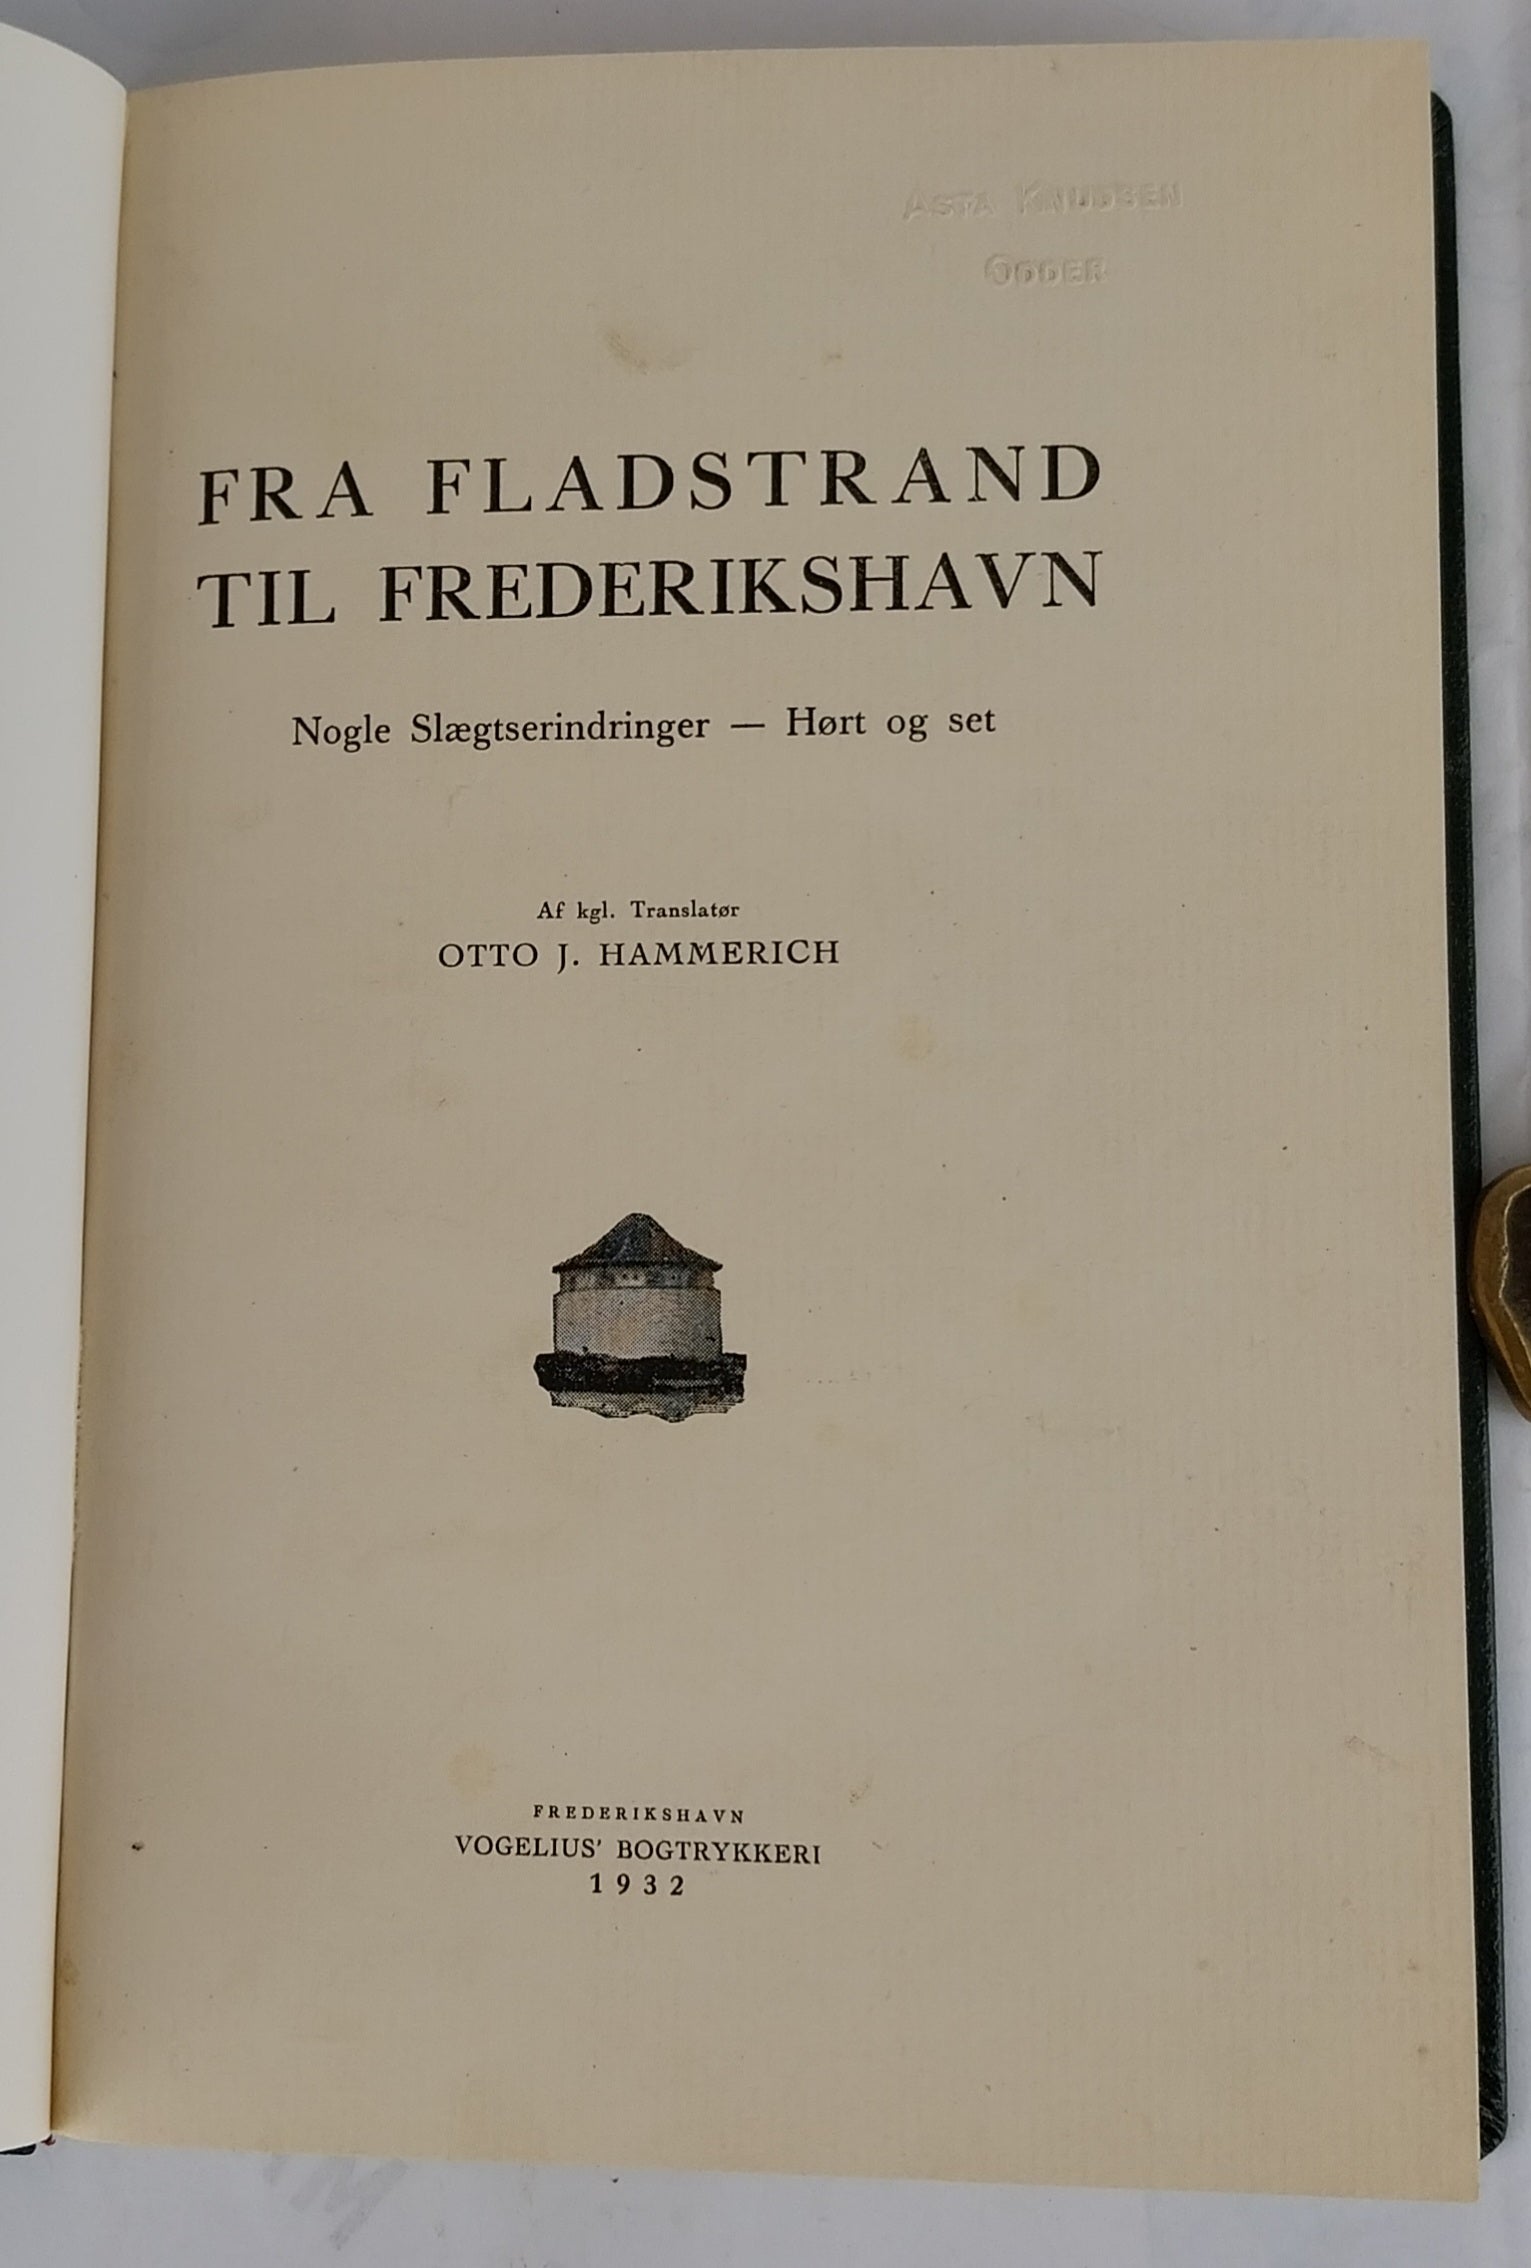 ASTA KNUDSEN
ODDER
FRA FLADSTRAND
TIL FREDERIKSHAVN
Nogle Slægtserindringer — Hørt og set
Af kgl. Translatør
OTTO J. HAMMERICH
FREDERIKSHAVN
VOGELIUS' BOGTRYKKERI
1932